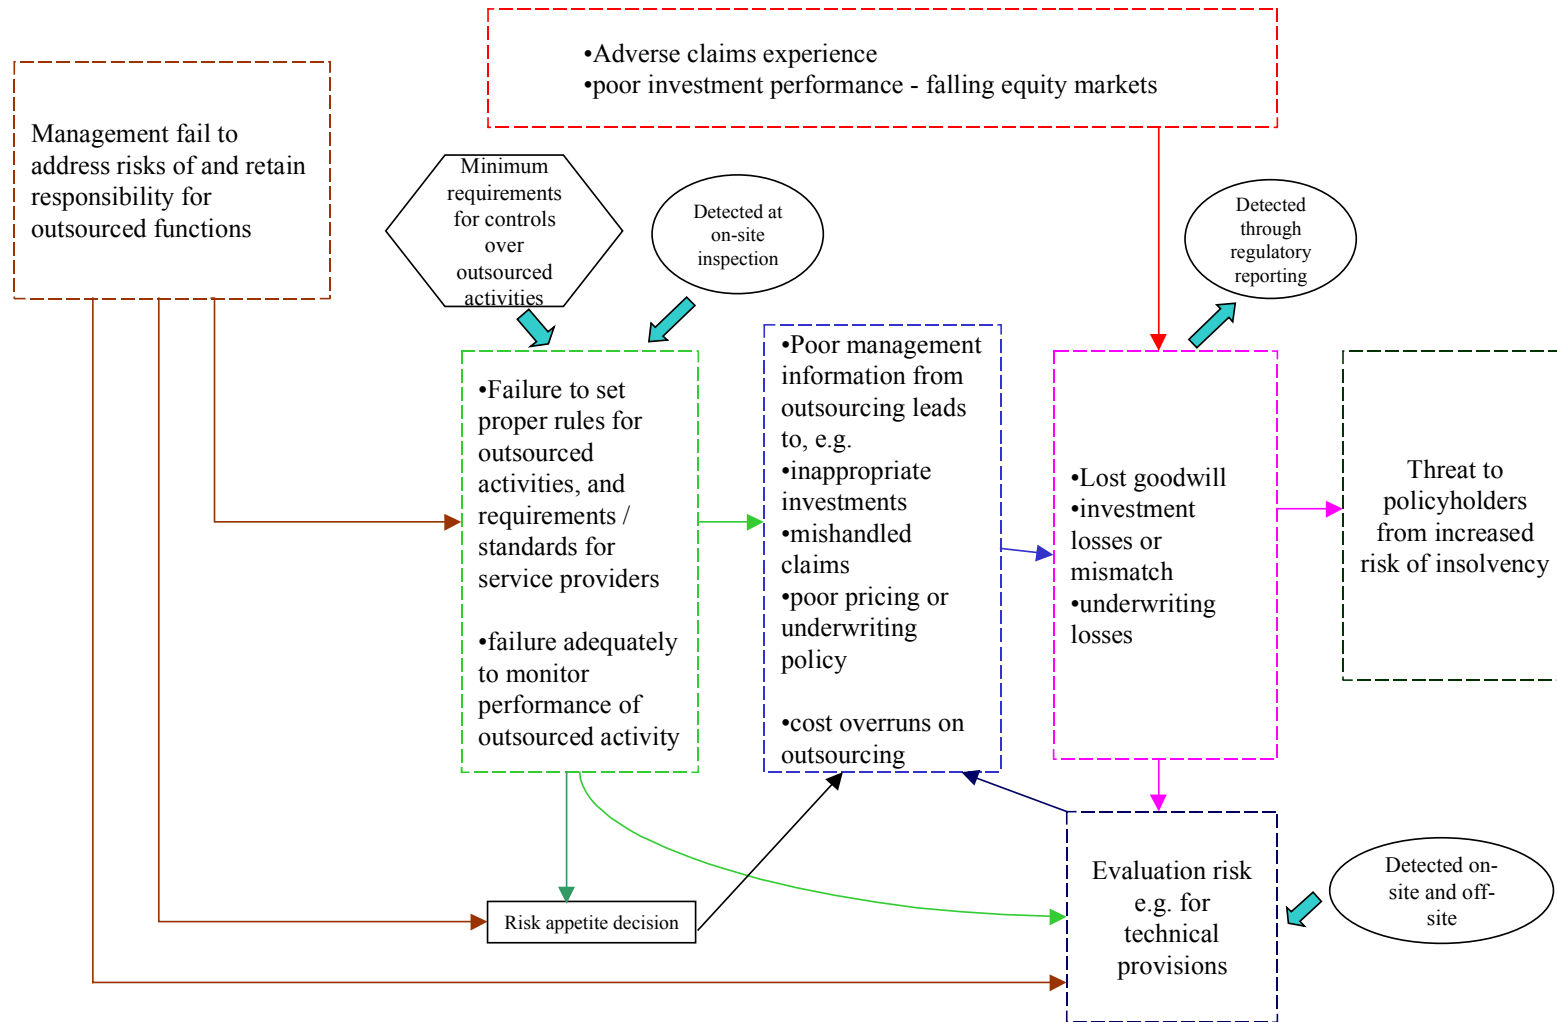 •Adverse claims experience
•poor investment performance - falling equity markets
Management fail to
address risks of and retain
responsibility for
outsourced functions
Minimum
requirements
for controls
over
outsourced
activities
Detected at
on-site
inspection
Detected
through
regulatory
reporting
•Failure to set
proper rules for
outsourced
activities, and
requirements /
standards for
service providers
•failure adequately
to monitor
performance of
outsourced activity
•Poor management
information from
outsourcing leads
to, e.g.
•inappropriate
investments
•mishandled
claims
•poor pricing or
underwriting
policy
•cost overruns on
outsourcing
•Lost goodwill
•investment
losses or
mismatch
•underwriting
losses
Threat to
policyholders
from increased
risk of insolvency
Risk appetite decision
Evaluation risk
e.g. for
technical
provisions
Detected on-
site and off-
site